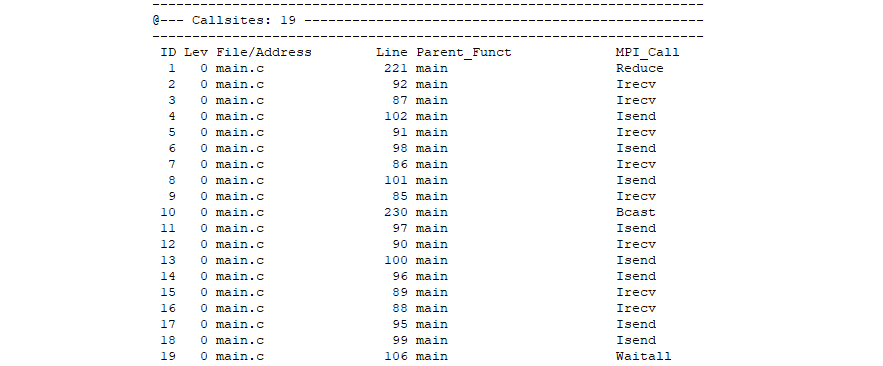 ---------------------------------------------------------------------
@--- Callsites: 19 --------------------------------------------------
---------------------------------------------------------------------
 ID Lev File/Address        Line Parent_Funct             MPI_Call
  1   0 main.c               221 main                     Reduce
  2   0 main.c                92 main                     Irecv
  3   0 main.c                87 main                     Irecv
  4   0 main.c               102 main                     Isend
  5   0 main.c                91 main                     Irecv
  6   0 main.c                98 main                     Isend
  7   0 main.c                86 main                     Irecv
  8   0 main.c               101 main                     Isend
  9   0 main.c                85 main                     Irecv
 10   0 main.c               230 main                     Bcast
 11   0 main.c                97 main                     Isend
 12   0 main.c                90 main                     Irecv
 13   0 main.c               100 main                     Isend
 14   0 main.c                96 main                     Isend
 15   0 main.c                89 main                     Irecv
 16   0 main.c                88 main                     Irecv
 17   0 main.c                95 main                     Isend
 18   0 main.c                99 main                     Isend
 19   0 main.c               106 main                     Waitall